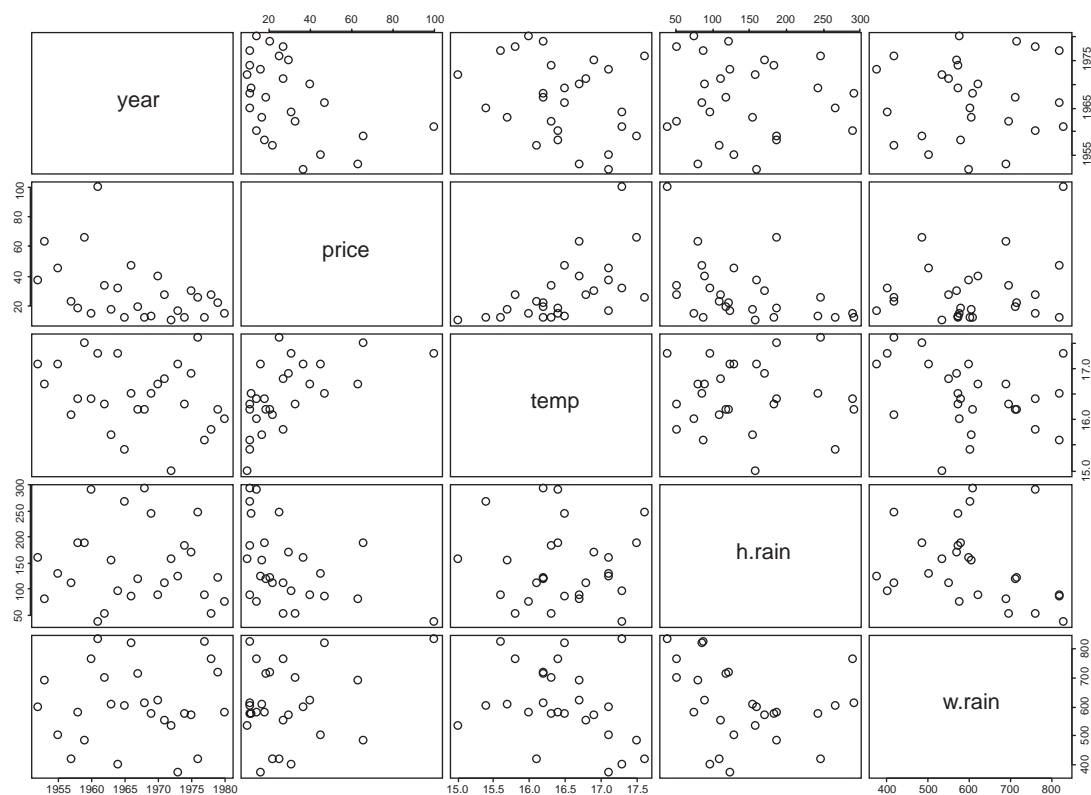 20 40 60 80 100 50 100 150 200 250 300
year 1955 1965 1975
20 40 60 80 100 price
temp 15.0 16.0 17.0
50 100 150 200 250 300 h.rain
w.rain 400 500 600 700 800
1955 1960 1965 1970 1975 1980 15.0 15.5 16.0 16.5 17.0 17.5 400 500 600 700 800